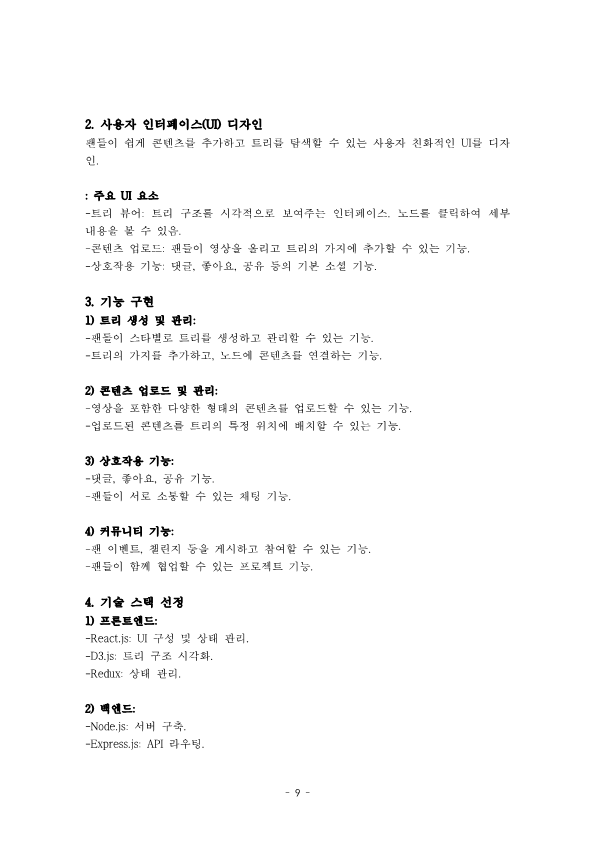 2. 사용자 인터페이스(UI) 디자인
팬들이 쉽게 콘텐츠를 추가하고 트리를 탐색할 수 있는 사용자 친화적인 UI를 디자
인.
: 주요 UI 요소
-트리 뷰어: 트리 구조를 시각적으로 보여주는 인터페이스. 노드를 클릭하여 세부
내용을 볼 수 있음.
-콘텐츠 업로드: 팬들이 영상을 올리고 트리의 가지에 추가할 수 있는 기능.
-상호작용 기능: 댓글, 좋아요, 공유 등의 기본 소셜 기능.
3. 기능 구현
1) 트리 생성 및 관리:
-팬들이 스타별로 트리를 생성하고 관리할 수 있는 기능.
-트리의 가지를 추가하고, 노드에 콘텐츠를 연결하는 기능.
2) 콘텐츠 업로드 및 관리:
-영상을 포함한 다양한 형태의 콘텐츠를 업로드할 수 있는 기능.
-업로드된 콘텐츠를 트리의 특정 위치에 배치할 수 있는 기능.
3) 상호작용 기능:
-댓글, 좋아요, 공유 기능.
-팬들이 서로 소통할 수 있는 채팅 기능.
4) 커뮤니티 기능:
-팬 이벤트, 챌린지 등을 게시하고 참여할 수 있는 기능.
-팬들이 함께 협업할 수 있는 프로젝트 기능.
4. 기술 스택 선정
1) 프론트엔드:
-React.js: UI 구성 및 상태 관리.
-D3.js: 트리 구조 시각화.
-Redux: 상태 관리.
2) 백엔드:
-Node.js: 서버 구축.
-Express.js: API 라우팅.
- 9 -